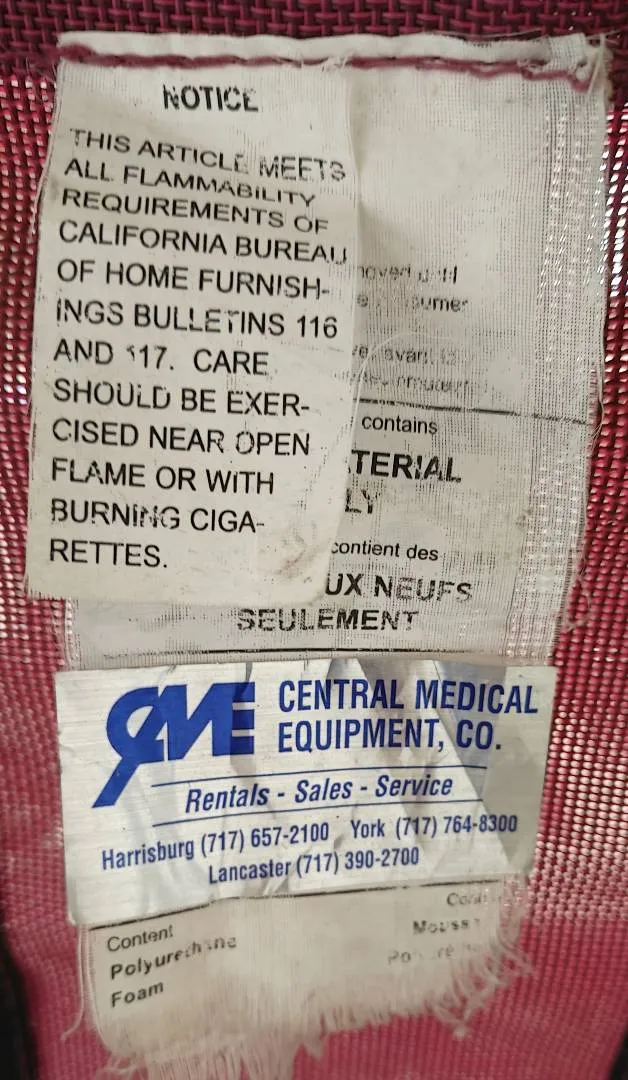 NOTICE
THIS ARTICLE MEETS
ALL FLAMMABILITY
REQUIREMENTS OF
CALIFORNIA BUREAU
OF HOME FURNISH-
INGS BULLETINS 116
AND 117. CARE
SHOULD BE EXER-
CISED NEAR OPEN
FLAME OR WITH
BURNING CIGA-
RETTES.
contains
TERIAL
LY
contient des
UX NEUFS
SEULEMENT
CME CENTRAL MEDICAL
EQUIPMENT, CO.
Rentals - Sales - Service
Harrisburg (717) 657-2100 York (717) 764-8300
Lancaster (717) 390-2700
Content
Polyurethane
Foam